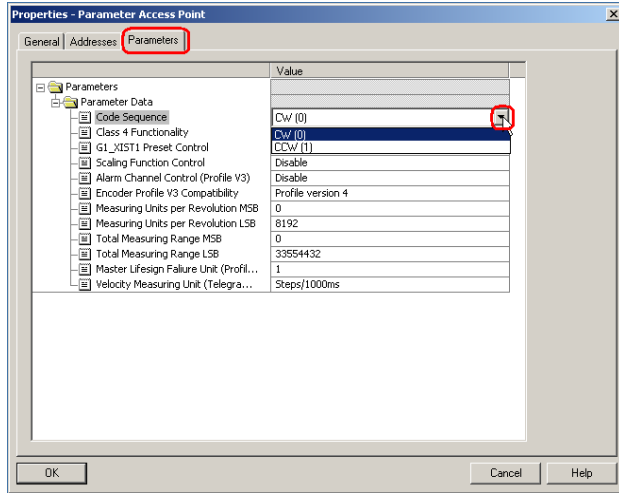 Properties - Parameter Access Point
General Addresses Parameters
Value
Parameters
Parameter Data
Code Sequence CW (0)
Class 4 Functionality CW (0)
G1_XIST1 Preset Control CCW (1)
Scaling Function Control Disable
Alarm Channel Control (Profile V3) Disable
Encoder Profile V3 Compatibility Profile version 4
Measuring Units per Revolution MSB 0
Measuring Units per Revolution LSB 8192
Total Measuring Range MSB 0
Total Measuring Range LSB 33554432
Master Lifesign Faliure Unit (Profil... 1
Velocity Measuring Unit (Telegra... Steps/1000ms
OK Cancel Help